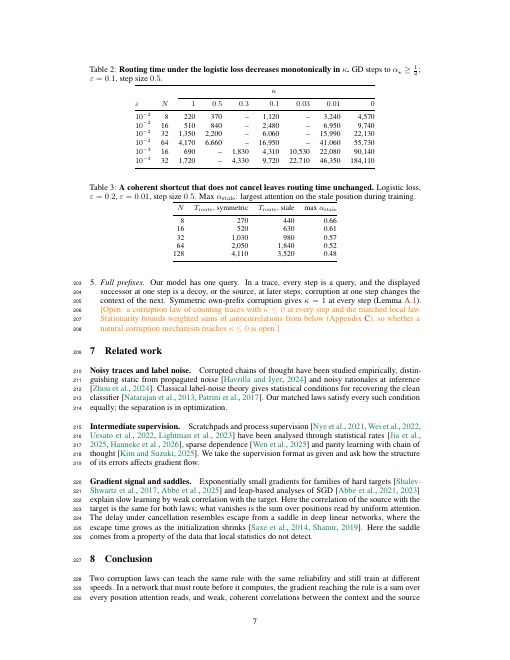 Table 2: Routing time under the logistic loss decreases monotonically in κ. GD steps to α⋆ ≥ 1/2;
ε = 0.1, step size 0.5.
κ
ε N 1 0.5 0.3 0.1 0.03 0.01 0
10⁻² 8 220 370 – 1,120 – 3,240 4,570
10⁻² 16 510 840 – 2,480 – 6,950 9,740
10⁻² 32 1,350 2,200 – 6,060 – 15,990 22,130
10⁻² 64 4,170 6,660 – 16,950 – 41,060 55,730
10⁻³ 16 690 – 1,830 4,310 10,530 22,080 90,140
10⁻³ 32 1,720 – 4,330 9,720 22,710 46,350 184,110
Table 3: A coherent shortcut that does not cancel leaves routing time unchanged. Logistic loss,
ε = 0.2, ε = 0.01, step size 0.5. Max α_stale: largest attention on the stale position during training.
N T_route, symmetric T_route, stale max α_stale
8 270 440 0.66
16 520 630 0.61
32 1,030 980 0.57
64 2,050 1,840 0.52
128 4,110 3,520 0.48
203 5. Full prefixes. Our model has one query. In a trace, every step is a query, and the displayed
204 successor at one step is a decoy, or the source, at later steps; corruption at one step changes the
205 context of the next. Symmetric own-prefix corruption gives κ = 1 at every step (Lemma A.1).
206 [Open: a corruption law of counting traces with κ ≤ 0 at every step and the matched local law.
207 Stationarity bounds weighted sums of autocorrelations from below (Appendix C), so whether a
208 natural corruption mechanism reaches κ ≤ 0 is open.]
209 7 Related work
210 Noisy traces and label noise. Corrupted chains of thought have been studied empirically, distin-
211 guishing static from propagated noise [Havrilla and Iyer, 2024] and noisy rationales at inference
212 [Zhou et al., 2024]. Classical label-noise theory gives statistical conditions for recovering the clean
213 classifier [Natarajan et al., 2013, Patrini et al., 2017]. Our matched laws satisfy every such condition
214 equally; the separation is in optimization.
215 Intermediate supervision. Scratchpads and process supervision [Nye et al., 2021, Wei et al., 2022,
216 Uesato et al., 2022, Lightman et al., 2023] have been analysed through statistical rates [Jia et al.,
217 2025, Hanneke et al., 2026], sparse dependence [Wen et al., 2025] and parity learning with chain of
218 thought [Kim and Suzuki, 2025]. We take the supervision format as given and ask how the structure
219 of its errors affects gradient flow.
220 Gradient signal and saddles. Exponentially small gradients for families of hard targets [Shalev-
221 Shwartz et al., 2017, Abbe et al., 2025] and leap-based analyses of SGD [Abbe et al., 2021, 2023]
222 explain slow learning by weak correlation with the target. Here the correlation of the source with the
223 target is the same for both laws; what vanishes is the sum over positions read by uniform attention.
224 The delay under cancellation resembles escape from a saddle in deep linear networks, where the
225 escape time grows as the initialization shrinks [Saxe et al., 2014, Shamir, 2019]. Here the saddle
226 comes from a property of the data that local statistics do not detect.
227 8 Conclusion
228 Two corruption laws can teach the same rule with the same reliability and still train at different
229 speeds. In a network that must route before it computes, the gradient reaching the rule is a sum over
230 every position attention reads, and weak, coherent correlations between the context and the source
7